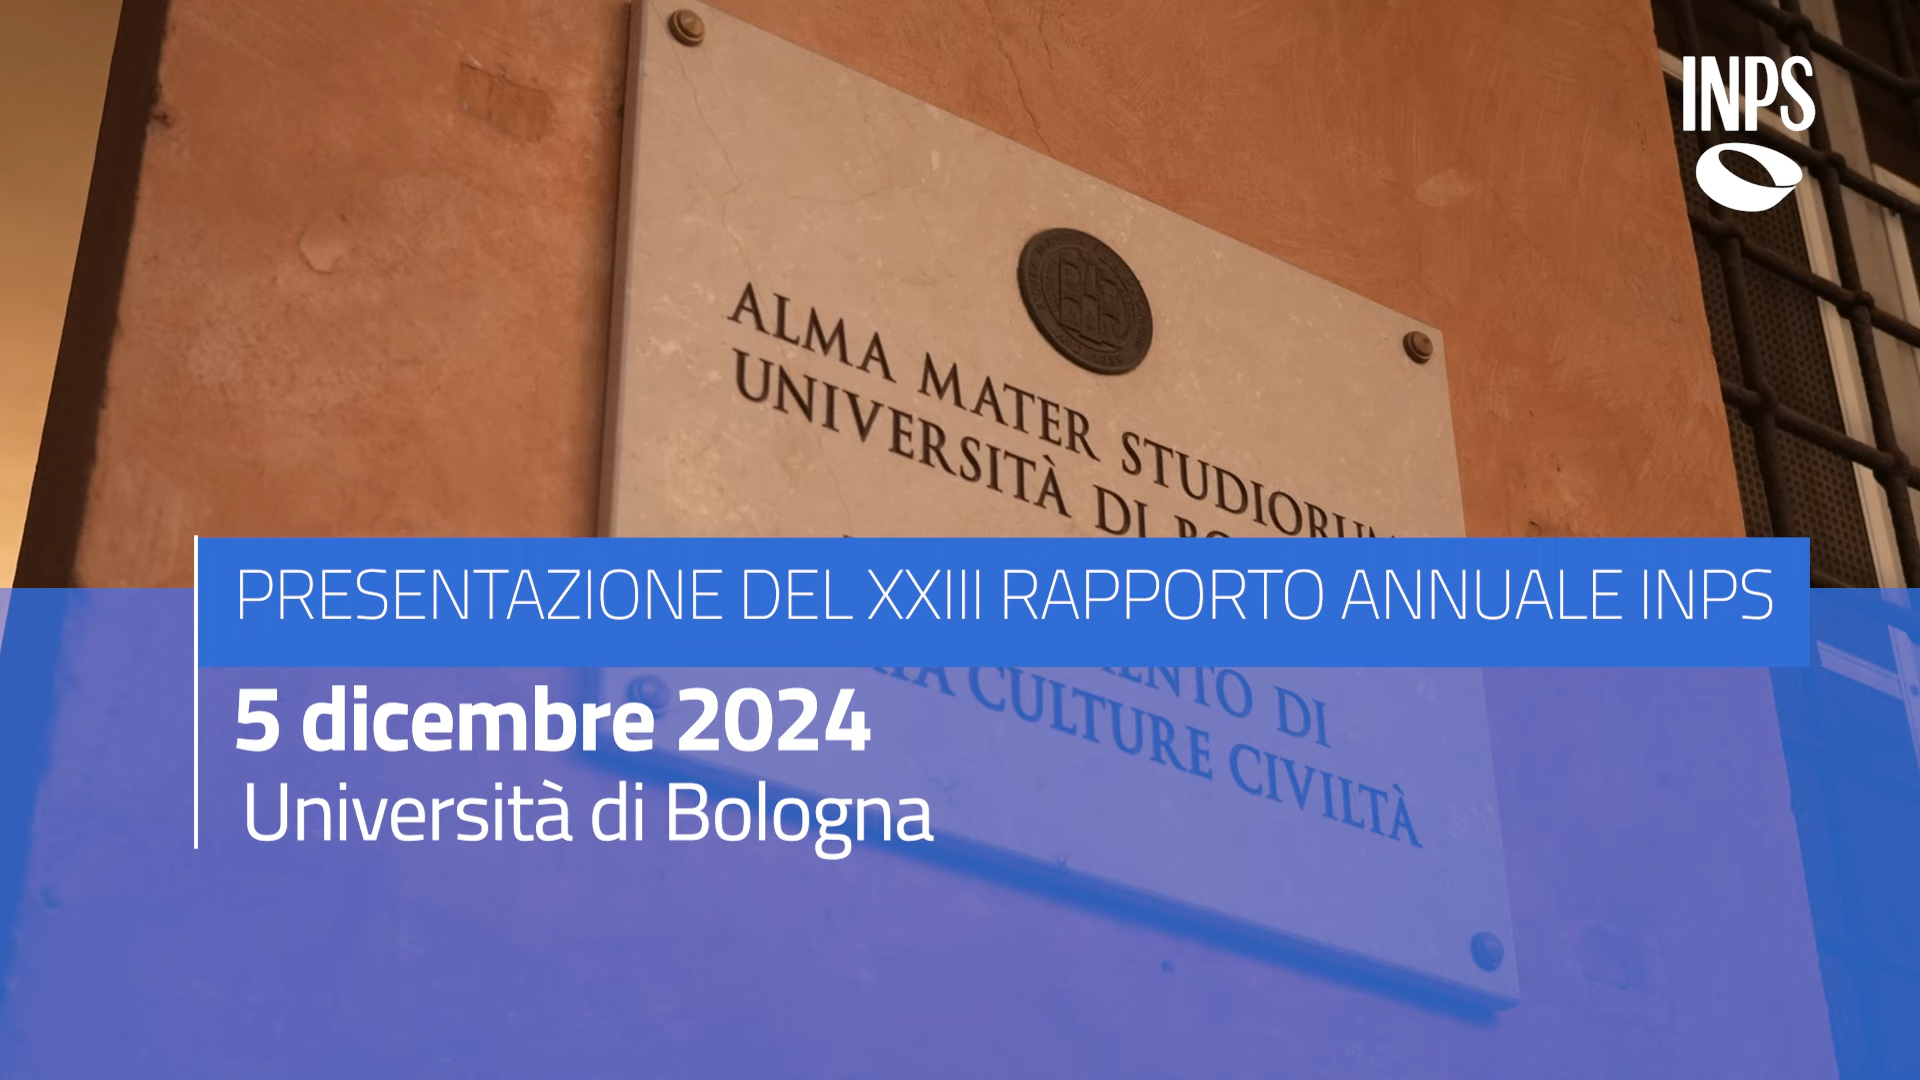 INPS
ALMA MATER STUDIORUM
UNIVERSITÀ DI
PRESENTAZIONE DEL XXIII RAPPORTO ANNUALE INPS
DI
CULTURE CIVILTÀ
5 dicembre 2024
Università di Bologna